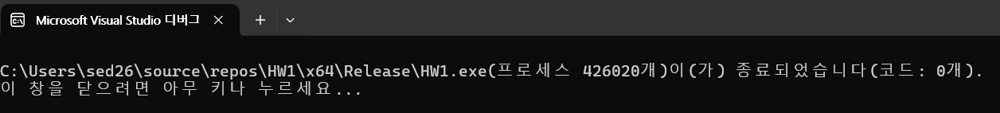 Microsoft Visual Studio 디버그
C:\Users\sed26\source\repos\HW1\x64\Release\HW1.exe(프로세스 426020개)이(가) 종료되었습니다(코드: 0개).
이 창을 닫으려면 아무 키나 누르세요...